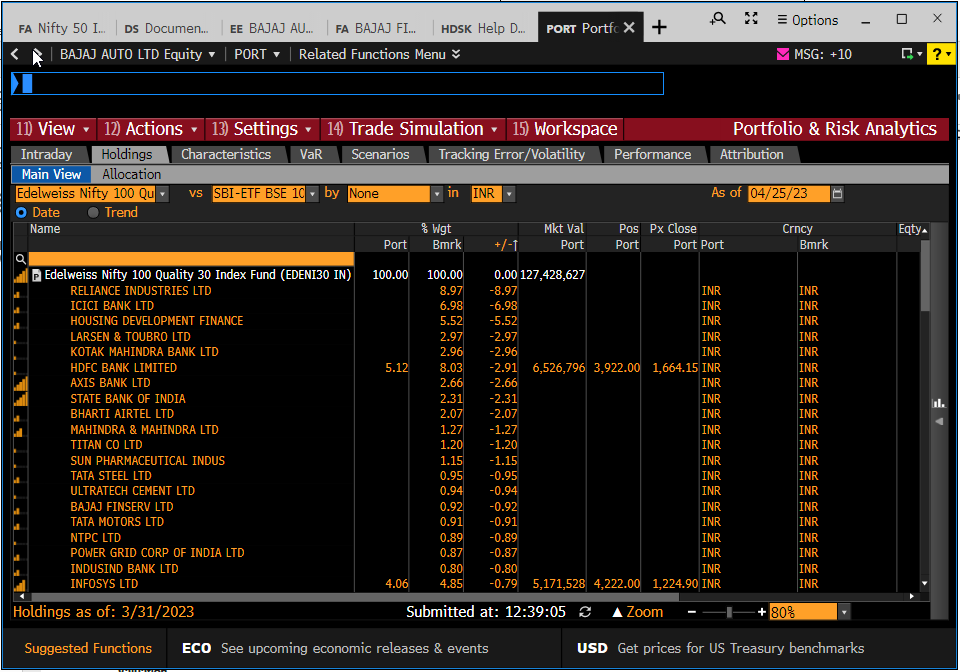 FA Nifty 50 I... DS Documen... EE BAJAJ AU... FA BAJAJ FI... HDSK Help D... PORT Portfo Options
BAJAJ AUTO LTD Equity PORT Related Functions Menu MSG: +10 ?
11) View 12) Actions 13) Settings 14) Trade Simulation 15) Workspace Portfolio & Risk Analytics
Intraday Holdings Characteristics VaR Scenarios Tracking Error/Volatility Performance Attribution
Main View Allocation
Edelweiss Nifty 100 Qu vs SBI-ETF BSE 10 by None in INR As of 04/25/23
Date Trend
Name % Wgt Mkt Val Pos Px Close Crncy Eqty
Port Bmrk +/-↑ Port Port Port Port Bmrk
P Edelweiss Nifty 100 Quality 30 Index Fund (EDENI30 IN) 100.00 100.00 0.00 127,428,627
RELIANCE INDUSTRIES LTD 8.97 -8.97 INR INR
ICICI BANK LTD 6.98 -6.98 INR INR
HOUSING DEVELOPMENT FINANCE 5.52 -5.52 INR INR
LARSEN & TOUBRO LTD 2.97 -2.97 INR INR
KOTAK MAHINDRA BANK LTD 2.96 -2.96 INR INR
HDFC BANK LIMITED 5.12 8.03 -2.91 6,526,796 3,922.00 1,664.15 INR INR
AXIS BANK LTD 2.66 -2.66 INR INR
STATE BANK OF INDIA 2.31 -2.31 INR INR
BHARTI AIRTEL LTD 2.07 -2.07 INR INR
MAHINDRA & MAHINDRA LTD 1.27 -1.27 INR INR
TITAN CO LTD 1.20 -1.20 INR INR
SUN PHARMACEUTICAL INDUS 1.15 -1.15 INR INR
TATA STEEL LTD 0.95 -0.95 INR INR
ULTRATECH CEMENT LTD 0.94 -0.94 INR INR
BAJAJ FINSERV LTD 0.92 -0.92 INR INR
TATA MOTORS LTD 0.91 -0.91 INR INR
NTPC LTD 0.89 -0.89 INR INR
POWER GRID CORP OF INDIA LTD 0.87 -0.87 INR INR
INDUSIND BANK LTD 0.80 -0.80 INR INR
INFOSYS LTD 4.06 4.85 -0.79 5,171,528 4,222.00 1,224.90 INR INR
Holdings as of: 3/31/2023 Submitted at: 12:39:05 Zoom - + 80%
Suggested Functions ECO See upcoming economic releases & events USD Get prices for US Treasury benchmarks